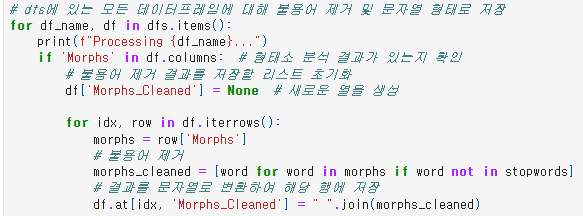 # dfs에 있는 모든 데이터프레임에 대해 불용어 제거 및 문자열 형태로 저장
for df_name, df in dfs.items():
    print(f"Processing {df_name}...")
    if 'Morphs' in df.columns:  # 형태소 분석 결과가 있는지 확인
        # 불용어 제거 결과를 저장할 리스트 초기화
        df['Morphs_Cleaned'] = None  # 새로운 열을 생성

        for idx, row in df.iterrows():
            morphs = row['Morphs']
            # 불용어 제거
            morphs_cleaned = [word for word in morphs if word not in stopwords]
            # 결과를 문자열로 변환하여 해당 행에 저장
            df.at[idx, 'Morphs_Cleaned'] = " ".join(morphs_cleaned)